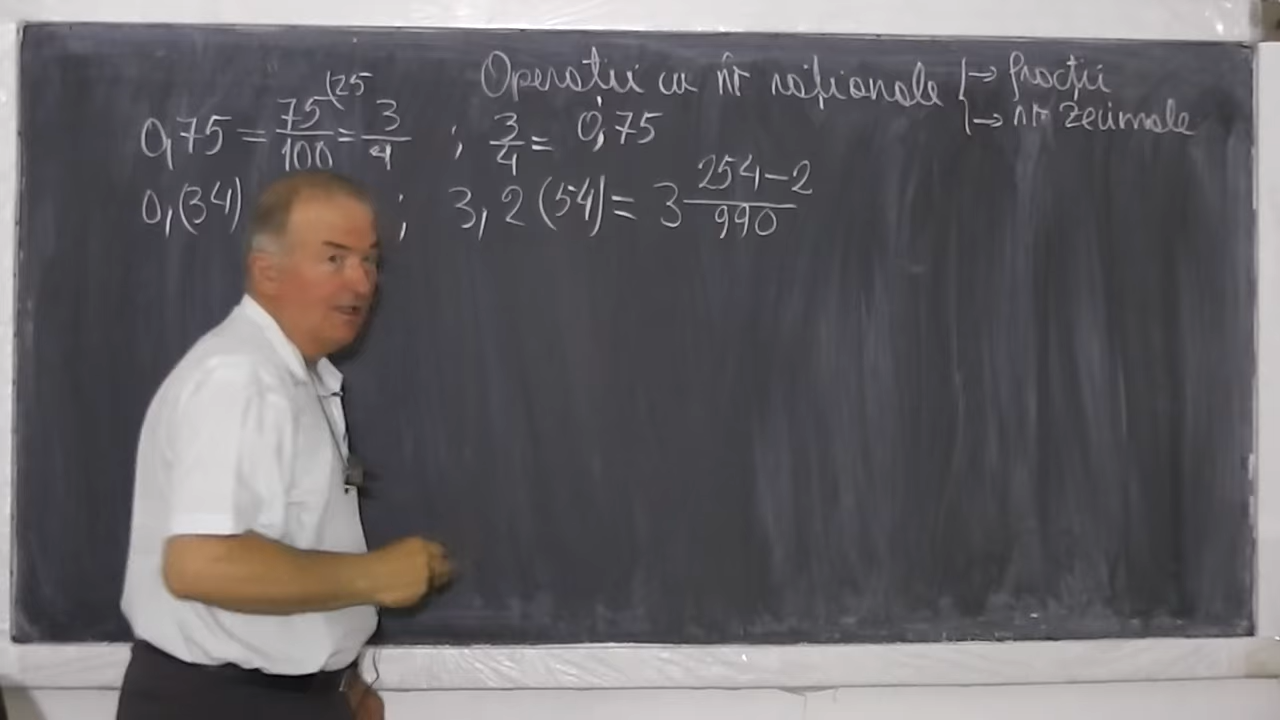 Operații cu nr raționale { → fracții
→ nr zecimale
0,75 = 75/100 (25 = 3/4 ; 3/4 = 0,75
0,(34) ; 3,2(54) = 3 254-2/990